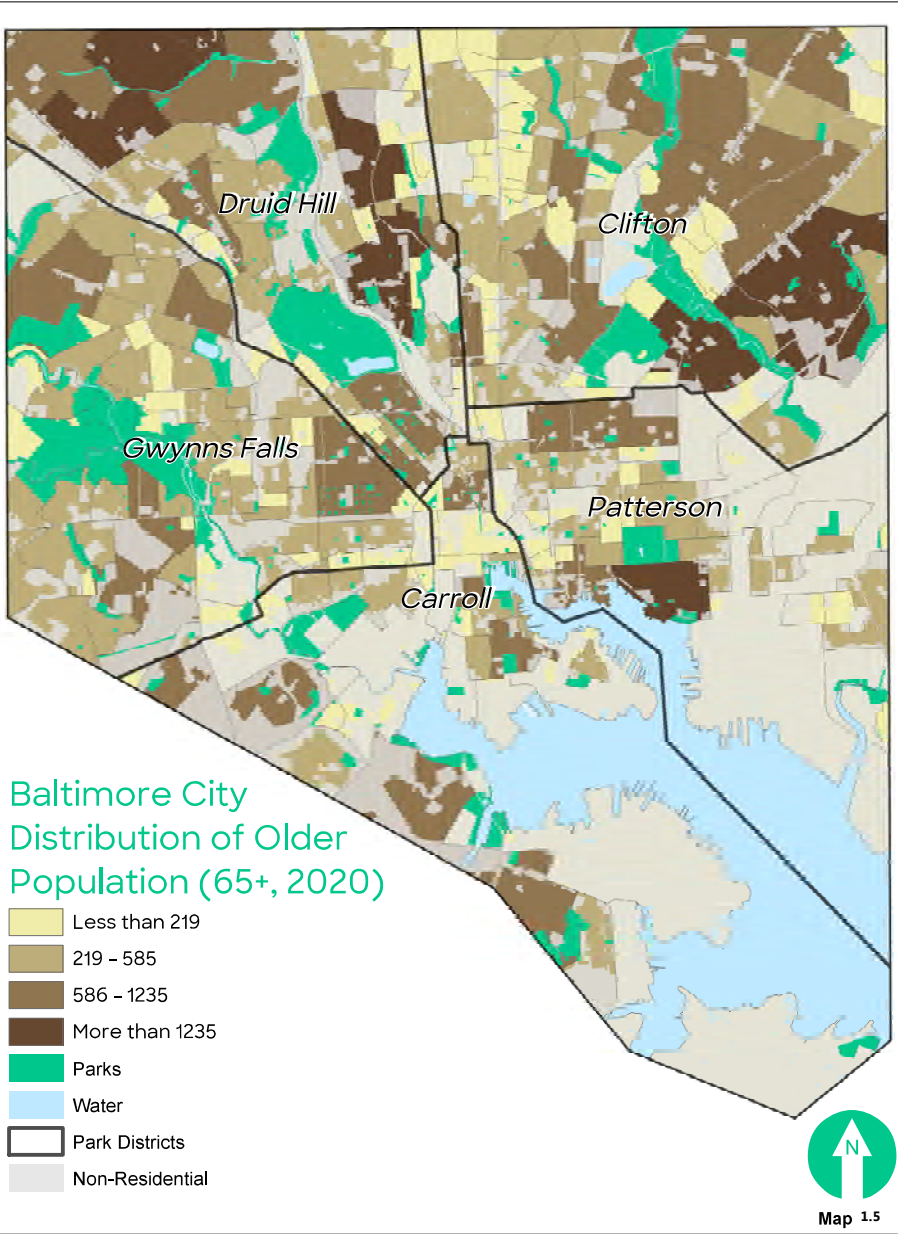 Druid Hill
Clifton
Gwynns Falls
Patterson
Carroll
Baltimore City
Distribution of Older
Population (65+, 2020)
Less than 219
219 – 585
586 – 1235
More than 1235
Parks
Water
Park Districts
Non-Residential
N
Map 1.5